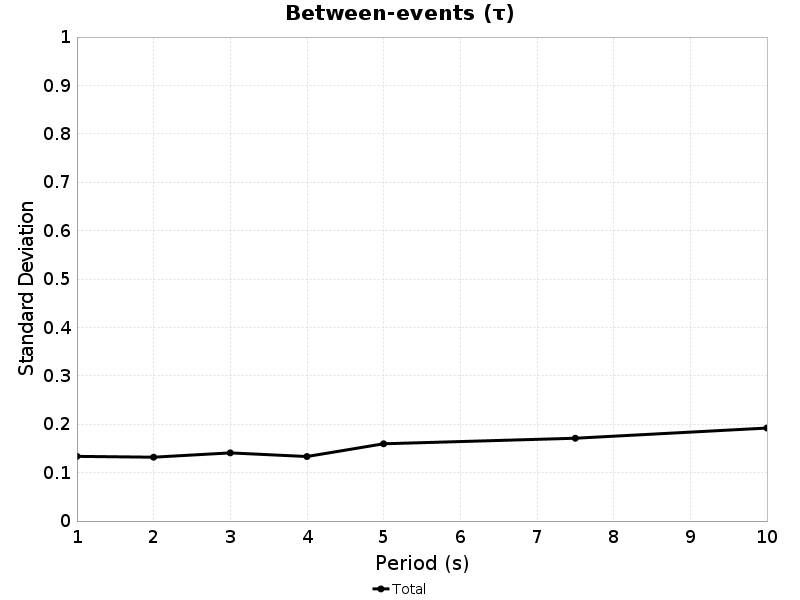 Between-events (τ)
1
0.9
0.8
0.7
0.6
0.5
0.4
0.3
0.2
0.1
0
Standard Deviation
1 2 3 4 5 6 7 8 9 10
Period (s)
Total